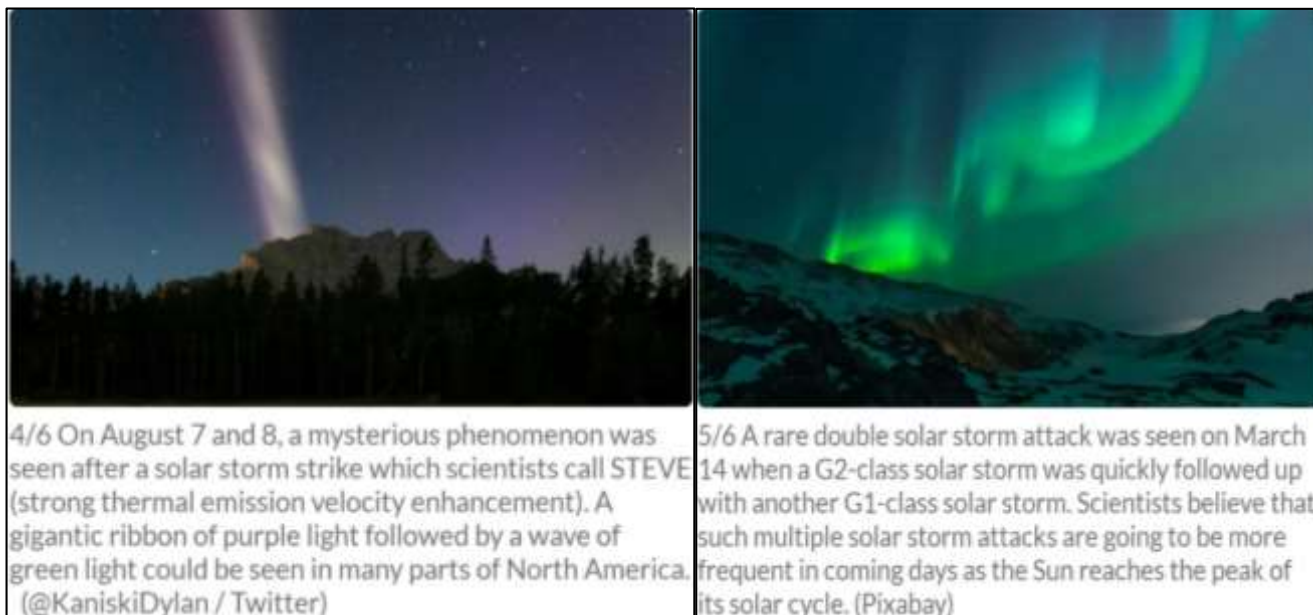 4/6 On August 7 and 8, a mysterious phenomenon was
seen after a solar storm strike which scientists call STEVE
(strong thermal emission velocity enhancement). A
gigantic ribbon of purple light followed by a wave of
green light could be seen in many parts of North America.
(@KaniskiDylan / Twitter)
5/6 A rare double solar storm attack was seen on March
14 when a G2-class solar storm was quickly followed up
with another G1-class solar storm. Scientists believe that
such multiple solar storm attacks are going to be more
frequent in coming days as the Sun reaches the peak of
its solar cycle. (Pixabay)